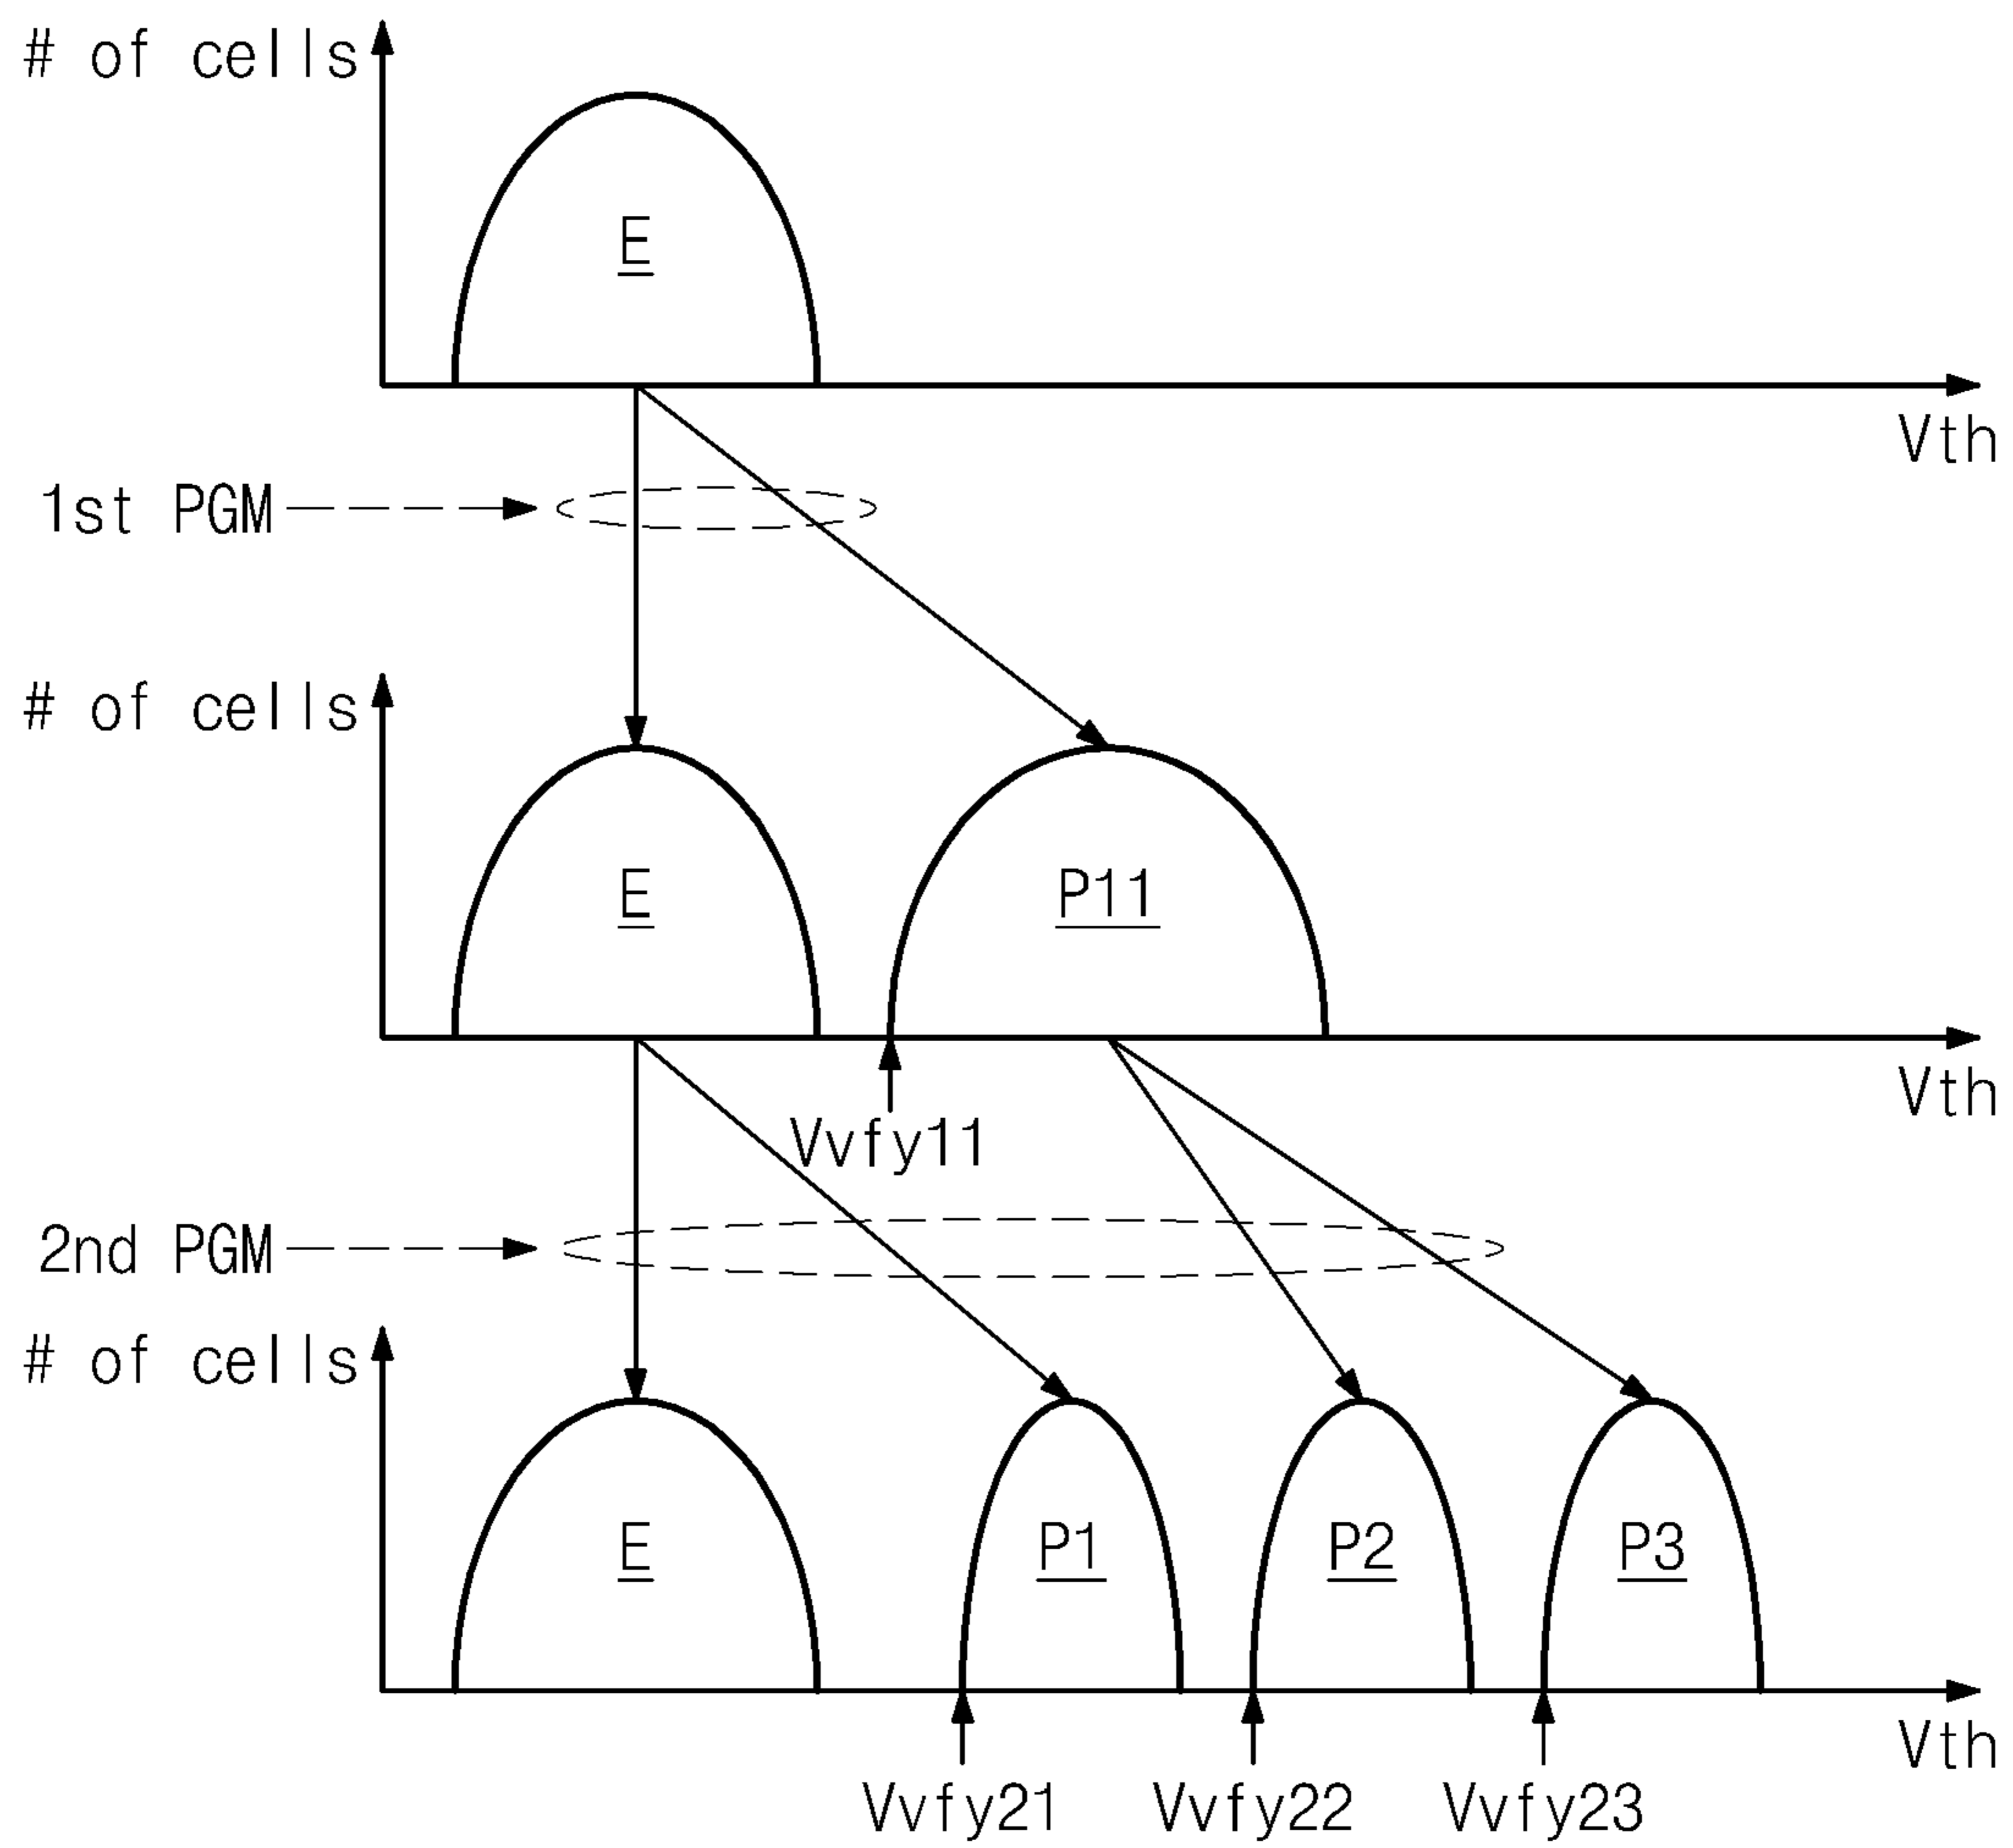 # of cells
E
Vth
1st PGM
# of cells
E
P11
Vth
Vvfy11
2nd PGM
# of cells
E
P1
P2
P3
Vth
Vvfy21
Vvfy22
Vvfy23